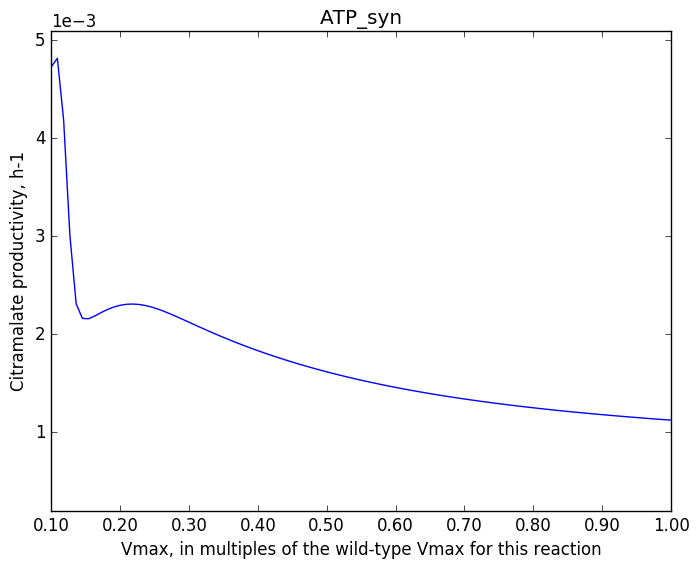 ATP_syn
1e−3
5
4
3
2
1
Citramalate productivity, h-1
0.10 0.20 0.30 0.40 0.50 0.60 0.70 0.80 0.90 1.00
Vmax, in multiples of the wild-type Vmax for this reaction